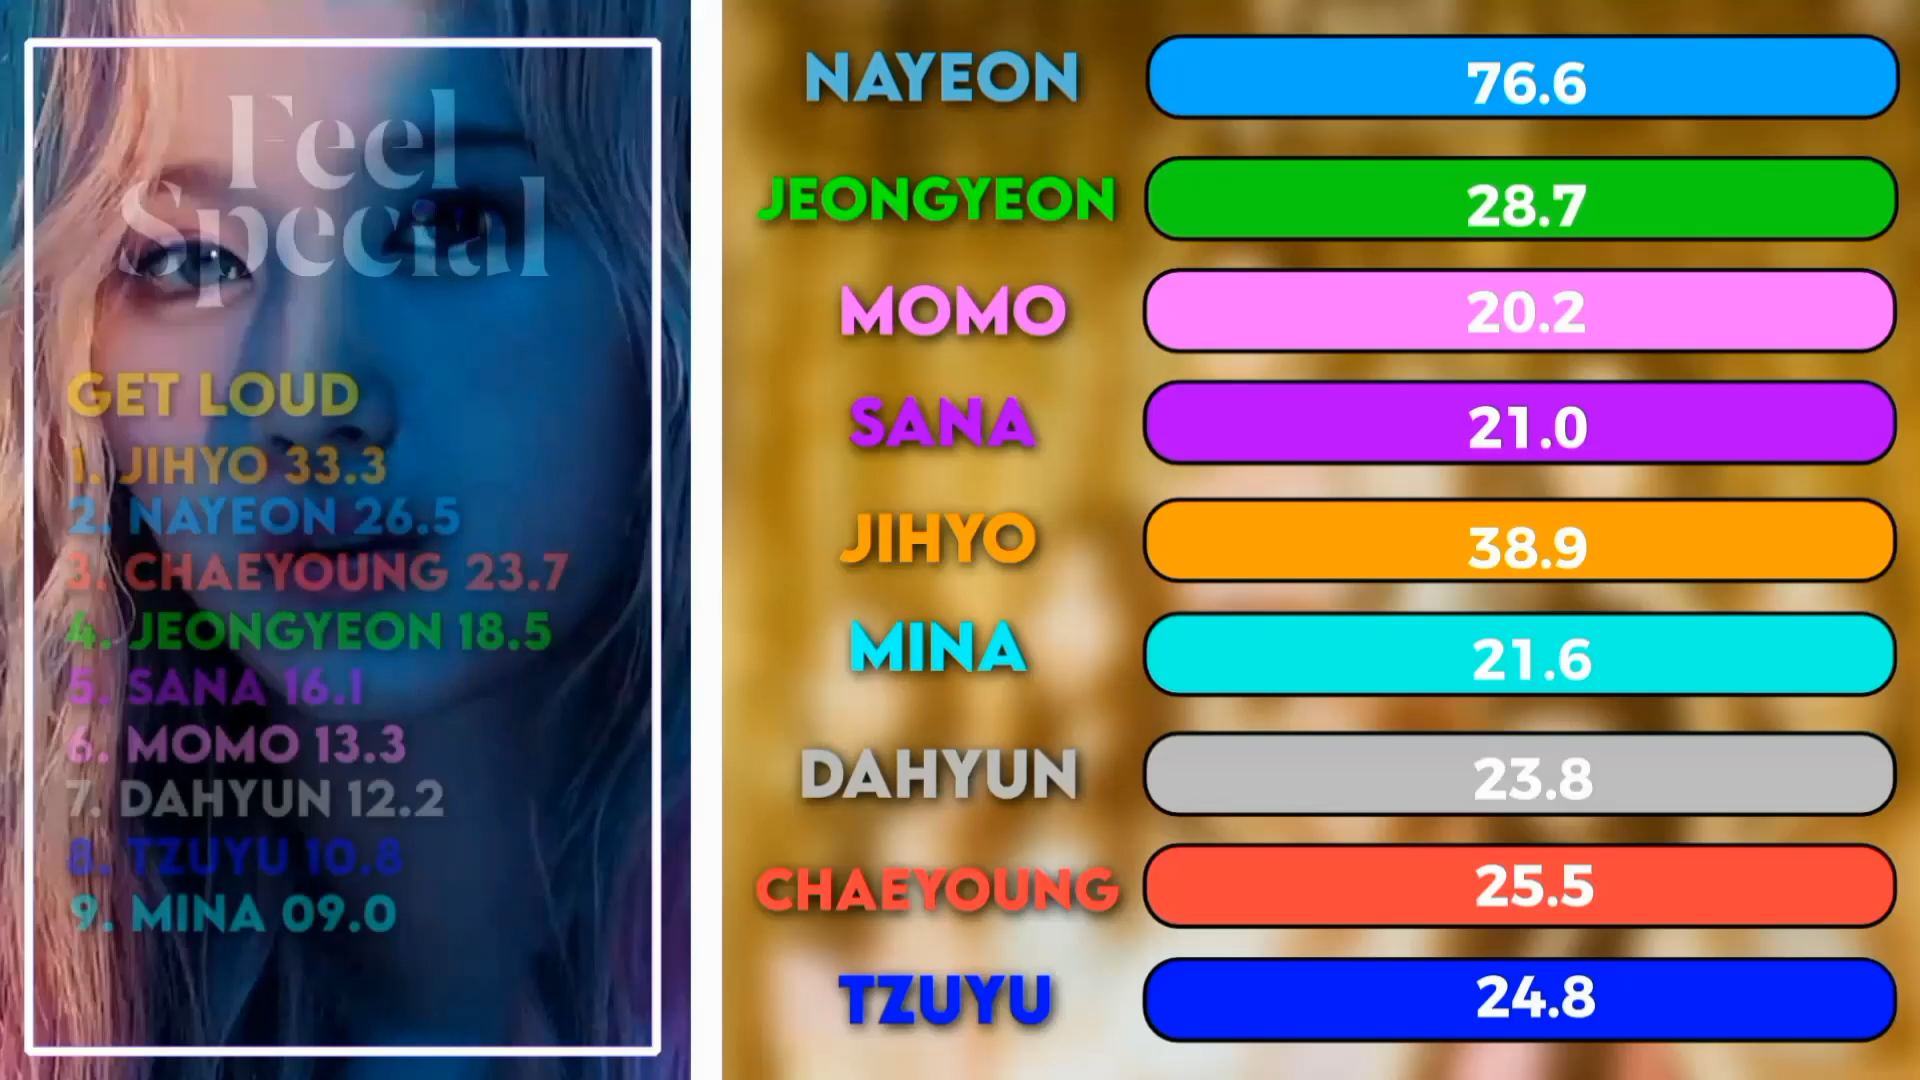 Feel
Special
GET LOUD
1. JIHYO 33.3
2. NAYEON 26.5
3. CHAEYOUNG 23.7
4. JEONGYEON 18.5
5. SANA 16.1
6. MOMO 13.3
7. DAHYUN 12.2
8. TZUYU 10.8
9. MINA 09.0
NAYEON 76.6
JEONGYEON 28.7
MOMO 20.2
SANA 21.0
JIHYO 38.9
MINA 21.6
DAHYUN 23.8
CHAEYOUNG 25.5
TZUYU 24.8